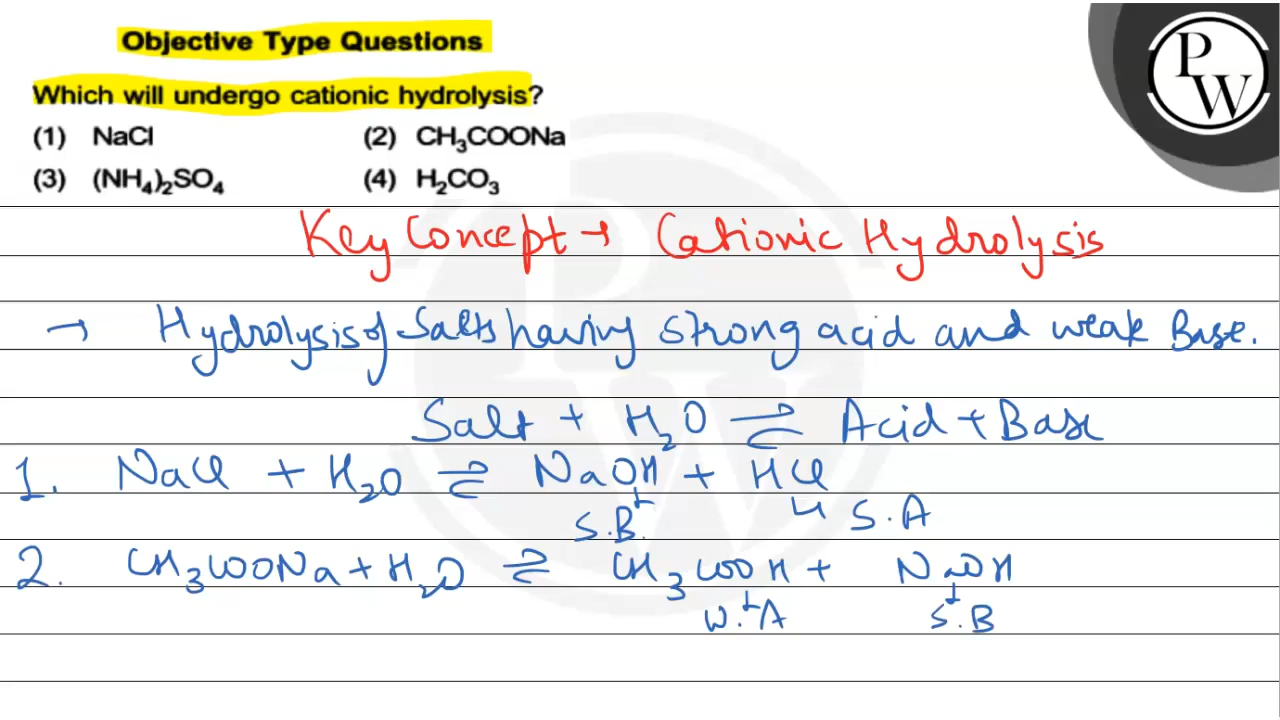 Objective Type Questions
Which will undergo cationic hydrolysis?
(1) NaCl (2) CH₃COONa
(3) (NH₄)₂SO₄ (4) H₂CO₃
P
W
Key Concept → Cationic Hydrolysis
→ Hydrolysis of Salts having strong acid and weak Base.
Salt + H₂O ⇌ Acid + Base
1. NaCl + H₂O ⇌ NaOH + HCl
S.B. ↳ S.A
2. CH₃COONa + H₂O ⇌ CH₃COOH + NaOH
W.A S.B